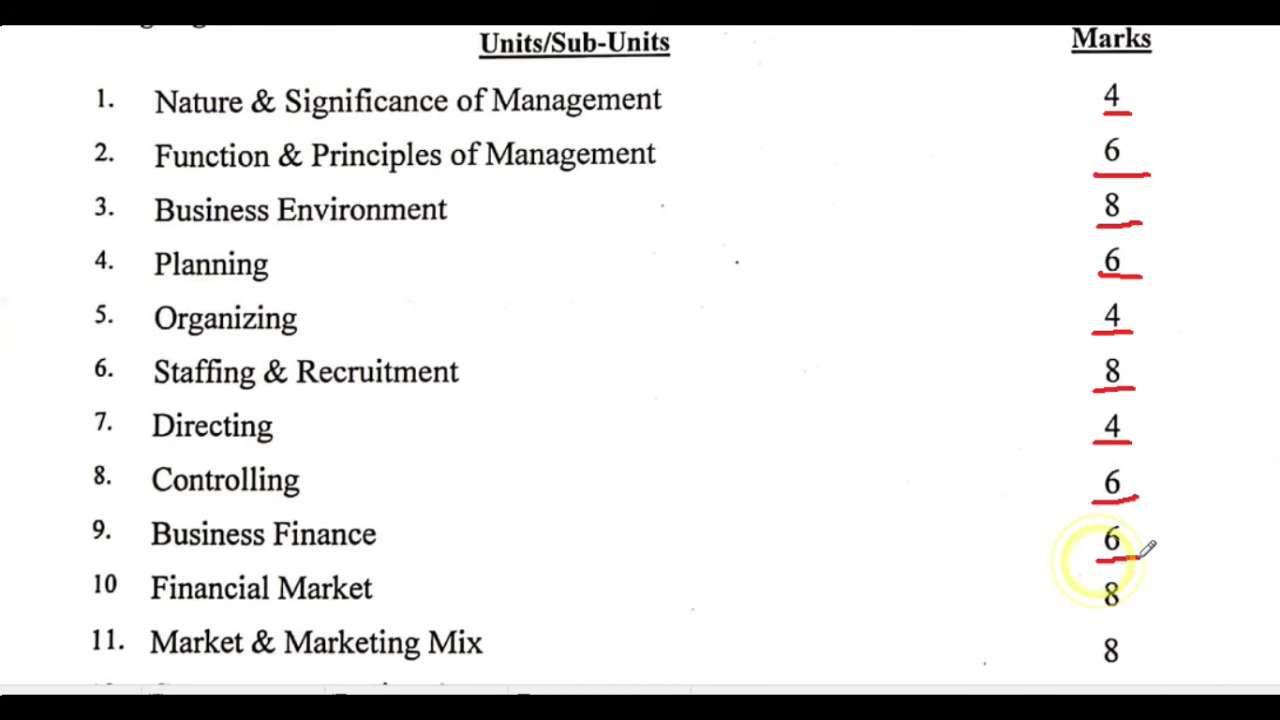 Units/Sub-Units Marks
1. Nature & Significance of Management 4
2. Function & Principles of Management 6
3. Business Environment 8
4. Planning 6
5. Organizing 4
6. Staffing & Recruitment 8
7. Directing 4
8. Controlling 6
9. Business Finance 6
10 Financial Market 8
11. Market & Marketing Mix 8